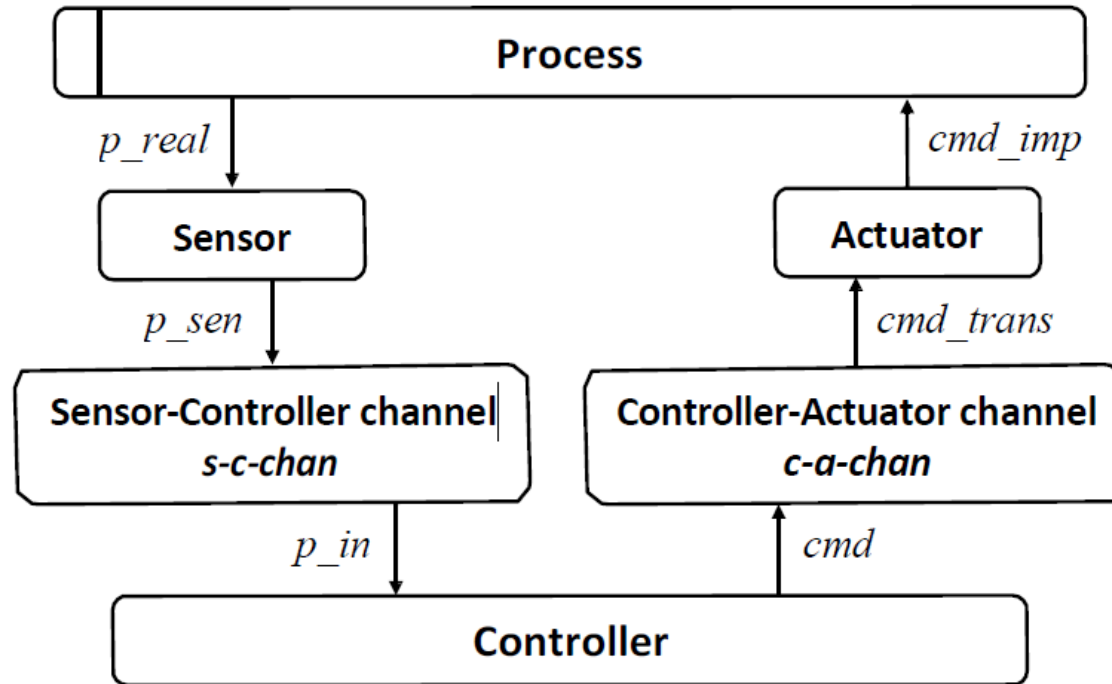 Process
p_real
cmd_imp
Sensor
Actuator
p_sen
cmd_trans
Sensor-Controller channel
s-c-chan
Controller-Actuator channel
c-a-chan
p_in
cmd
Controller